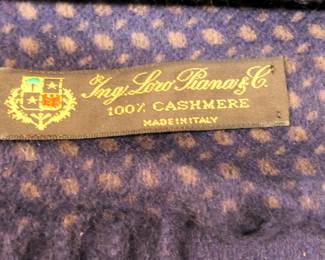 Ing. Loro Piana & C.
100% CASHMERE
MADE IN ITALY